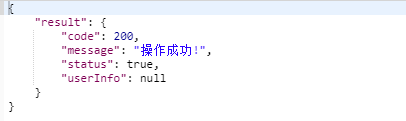 {
    "result": {
        "code": 200,
        "message": "操作成功!",
        "status": true,
        "userInfo": null
    }
}